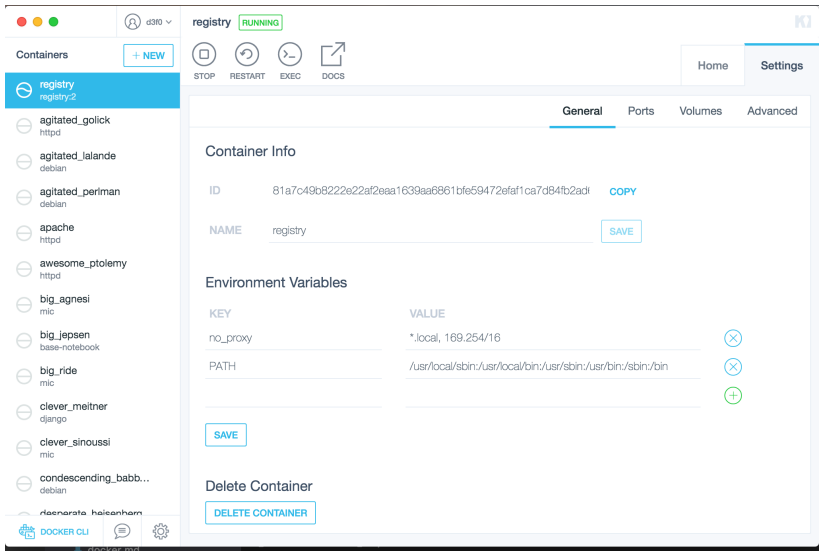 d3f0
Containers
+ NEW
registry
registry:2
agitated_golick
httpd
agitated_lalande
debian
agitated_perlman
debian
apache
httpd
awesome_ptolemy
httpd
big_agnesi
mic
big_jepsen
base-notebook
big_ride
mic
clever_meitner
django
clever_sinoussi
mic
condescending_babb...
debian
desperate_heisenberg
DOCKER CLI
registry RUNNING
STOP RESTART EXEC DOCS
Home Settings
General Ports Volumes Advanced
Container Info
ID 81a7c49b8222e22af2eaa1639aa6861bfe59472efaf1ca7d84fb2ad6 COPY
NAME registry SAVE
Environment Variables
KEY VALUE
no_proxy *.local, 169.254/16
PATH /usr/local/sbin:/usr/local/bin:/usr/sbin:/usr/bin:/sbin:/bin
SAVE
Delete Container
DELETE CONTAINER
docker.md